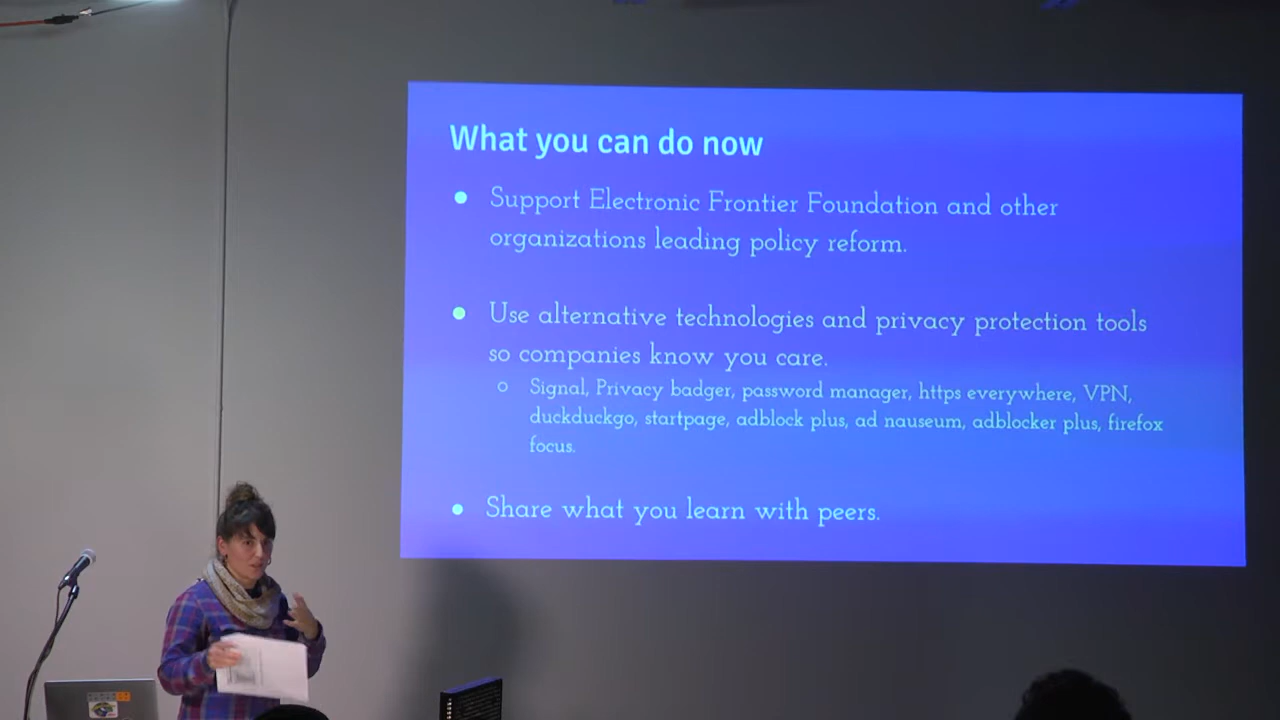 What you can do now
● Support Electronic Frontier Foundation and other
organizations leading policy reform.
● Use alternative technologies and privacy protection tools
so companies know you care.
○ Signal, Privacy badger, password manager, https everywhere, VPN,
duckduckgo, startpage, adblock plus, ad nauseum, adblocker plus, firefox
focus.
● Share what you learn with peers.